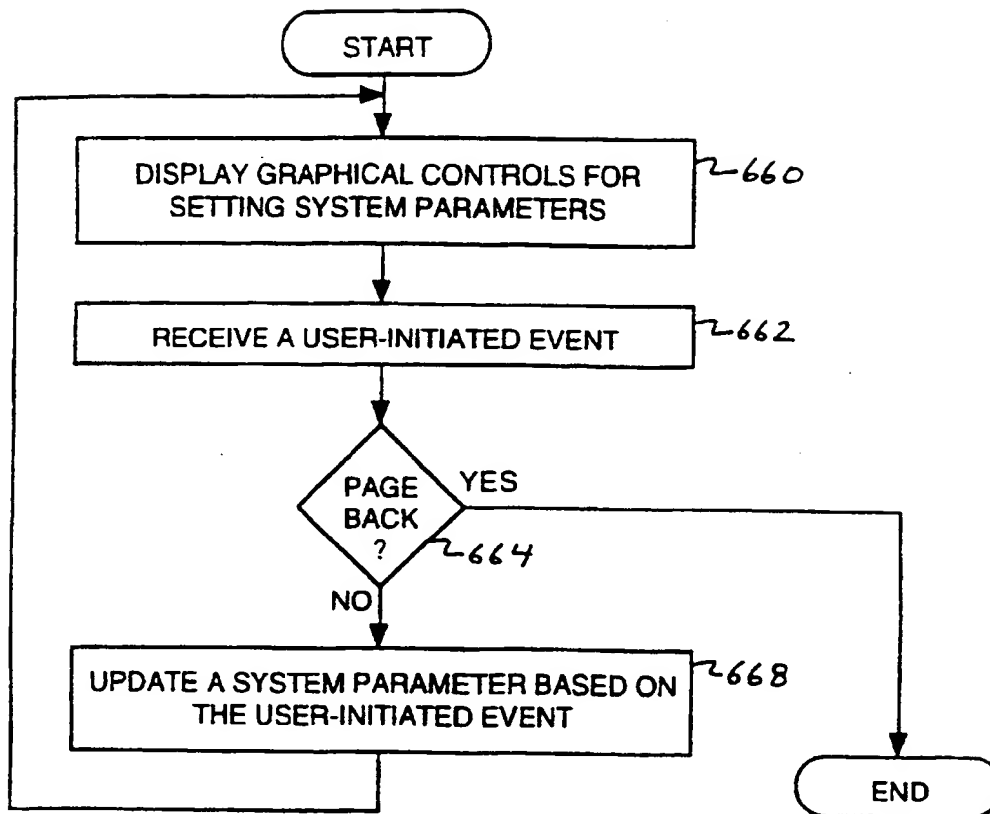 START
DISPLAY GRAPHICAL CONTROLS FOR
SETTING SYSTEM PARAMETERS
660
RECEIVE A USER-INITIATED EVENT
662
PAGE
BACK
?
YES
664
NO
UPDATE A SYSTEM PARAMETER BASED ON
THE USER-INITIATED EVENT
668
END